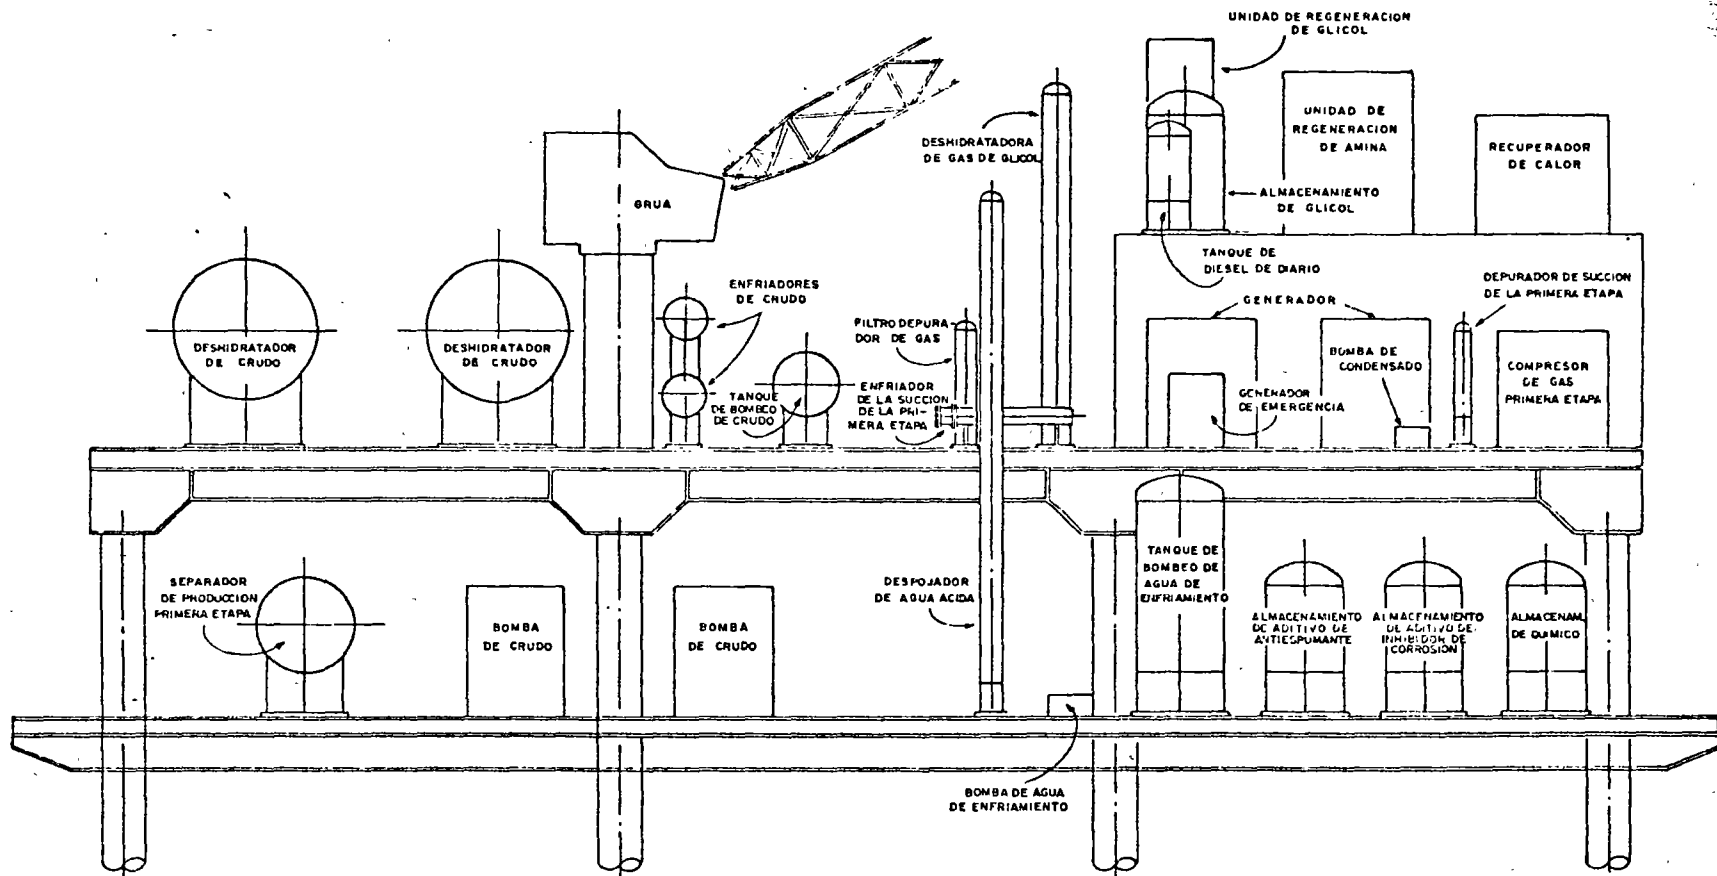 UNIDAD DE REGENERACION
DE GLICOL
UNIDAD DE
REGENERACION
DE AMINA
RECUPERADOR
DE CALOR
DESHIDRATADORA
DE GAS DE GLICOL
ALMACENAMIENTO
DE GLICOL
GRUA
TANQUE DE
DIESEL DE DIARIO
DEPURADOR DE SUCCION
DE LA PRIMERA ETAPA
ENFRIADORES
DE CRUDO
GENERADOR
FILTRO DEPURA-
DOR DE GAS
DESHIDRATADOR
DE CRUDO
DESHIDRATADOR
DE CRUDO
BOMBA DE
CONDENSADO
COMPRESOR
DE GAS
PRIMERA ETAPA
TANQUE
DE BOMBEO
DE CRUDO
ENFRIADOR
DE LA SUCCION
DE LA PRI-
MERA ETAPA
GENERADOR
DE EMERGENCIA
TANQUE DE
BOMBEO DE
AGUA DE
ENFRIAMIENTO
SEPARADOR
DE PRODUCCION
PRIMERA ETAPA
BOMBA
DE CRUDO
BOMBA
DE CRUDO
DESPOJADOR
DE AGUA ACIDA
ALMACENAMIENTO
DE ADITIVO DE
ANTIESPUMANTE
ALMACENAMIENTO
DE ADITIVO DE
INHIBIDOR DE
CORROSIÓN
ALMACENAM.
DE QUIMICO
BOMBA DE AGUA
DE ENFRIAMIENTO